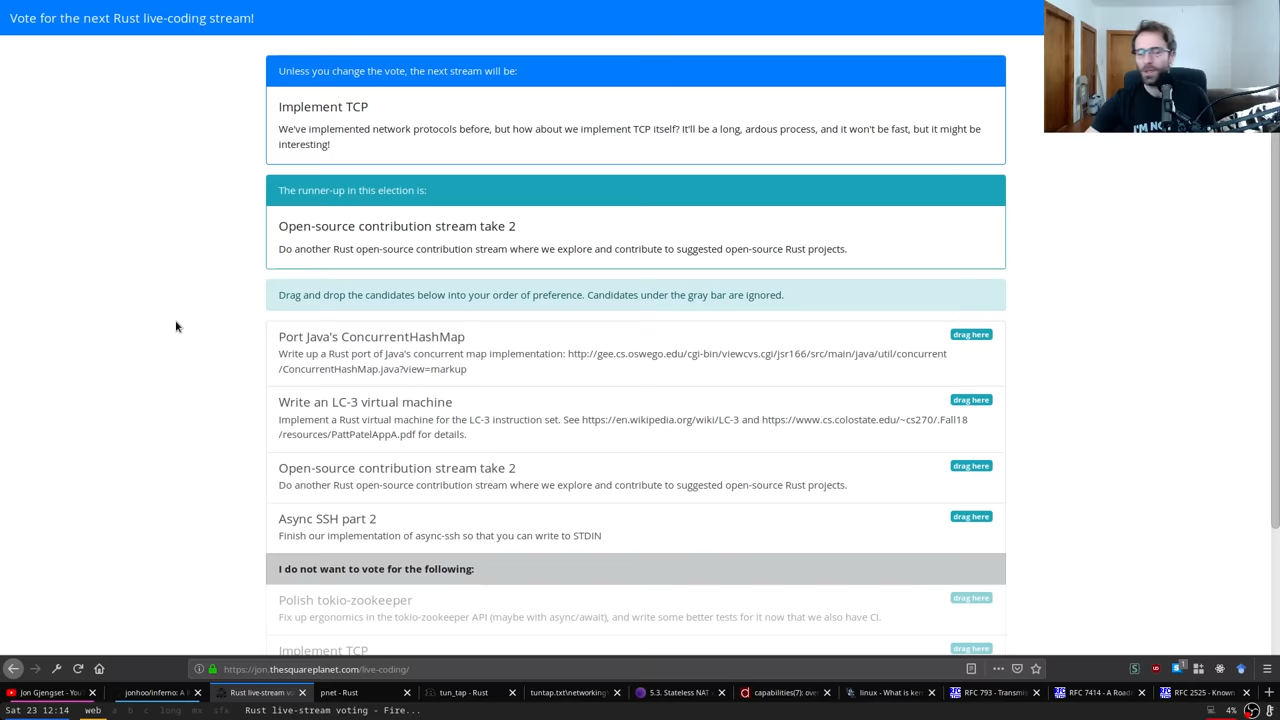 Vote for the next Rust live-coding stream!
Unless you change the vote, the next stream will be:
Implement TCP
We've implemented network protocols before, but how about we implement TCP itself? It'll be a long, ardous process, and it won't be fast, but it might be
interesting!
The runner-up in this election is:
Open-source contribution stream take 2
Do another Rust open-source contribution stream where we explore and contribute to suggested open-source Rust projects.
Drag and drop the candidates below into your order of preference. Candidates under the gray bar are ignored.
Port Java's ConcurrentHashMap
drag here
Write up a Rust port of Java's concurrent map implementation: http://gee.cs.oswego.edu/cgi-bin/viewcvs.cgi/jsr166/src/main/java/util/concurrent
/ConcurrentHashMap.java?view=markup
Write an LC-3 virtual machine
drag here
Implement a Rust virtual machine for the LC-3 instruction set. See https://en.wikipedia.org/wiki/LC-3 and https://www.cs.colostate.edu/~cs270/.Fall18
/resources/PattPatelAppA.pdf for details.
Open-source contribution stream take 2
drag here
Do another Rust open-source contribution stream where we explore and contribute to suggested open-source Rust projects.
Async SSH part 2
drag here
Finish our implementation of async-ssh so that you can write to STDIN
I do not want to vote for the following:
Polish tokio-zookeeper
drag here
Fix up ergonomics in the tokio-zookeeper API (maybe with async/await), and write some better tests for it now that we also have CI.
Implement TCP
drag here
https://jon.thesquareplanet.com/live-coding/
Jon Gjengset - You
jonhoo/inferno: A
Rust live-stream vo
pnet - Rust
tun_tap - Rust
tuntap.txt\networking
5.3. Stateless NAT
capabilities(7): ove
linux - What is ker
RFC 793 - Transmis
RFC 7414 - A Road
RFC 2525 - Known
Sat 23 12:14 web a b c long mx sfx Rust live-stream voting - Fire...
4%
I'M NO